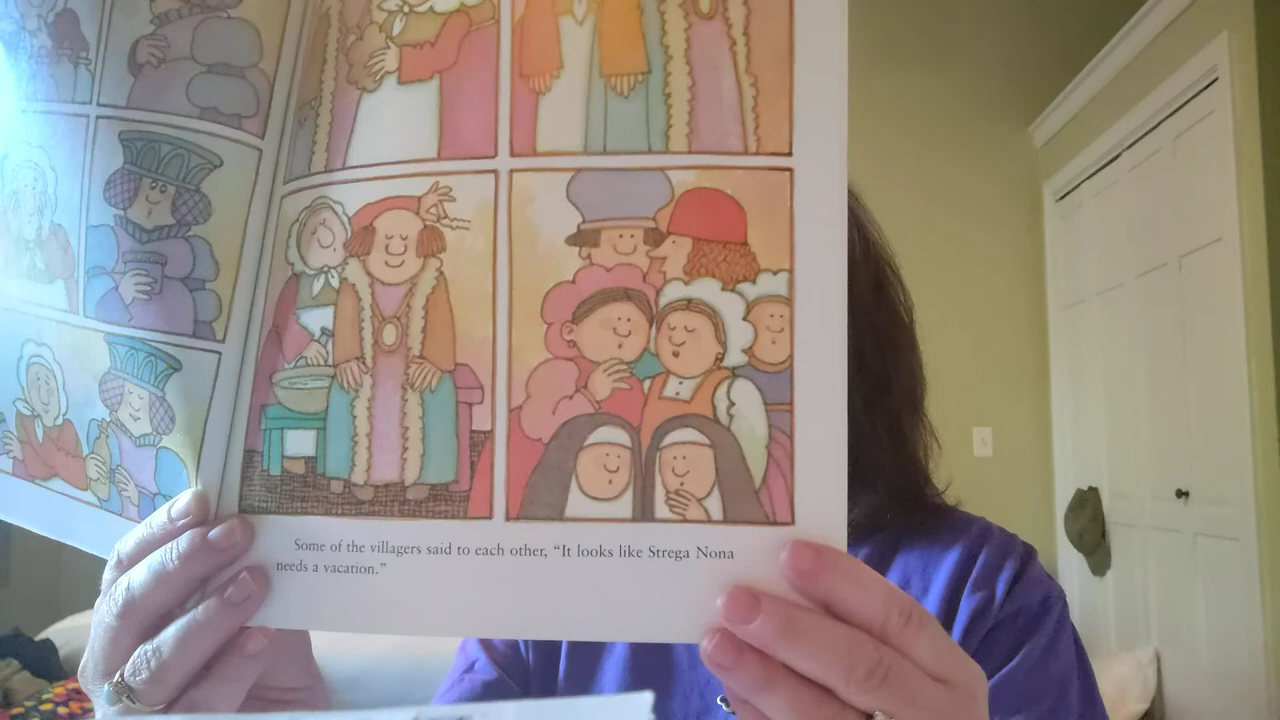 Some of the villagers said to each other, “It looks like Strega Nona
needs a vacation.”